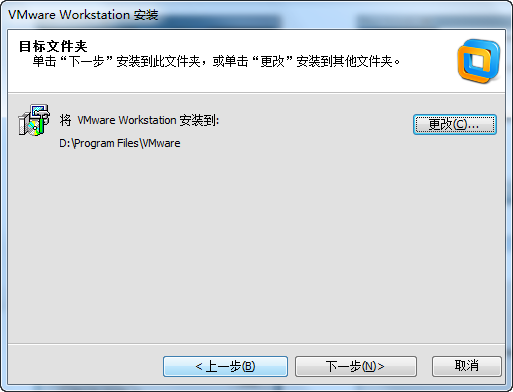 VMware Workstation 安装
目标文件夹
单击“下一步”安装到此文件夹，或单击“更改”安装到其他文件夹。
将 VMware Workstation 安装到:
更改(C)...
D:\Program Files\VMware
< 上一步(B)
下一步(N)>
取消